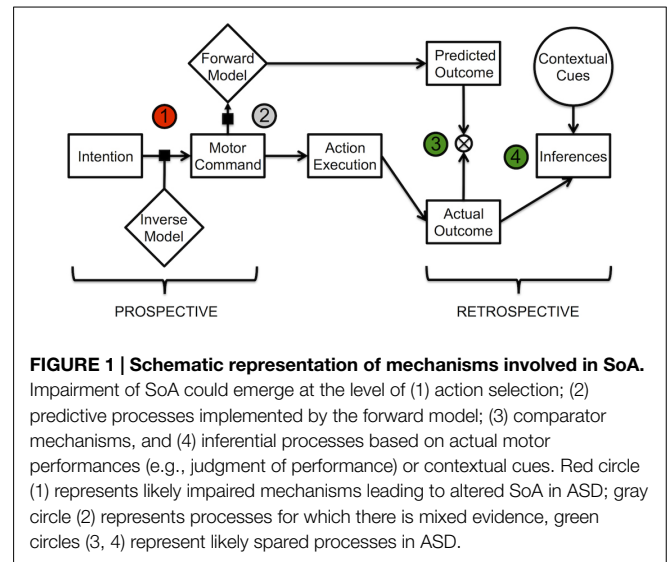 Forward
Model
Predicted
Outcome
Contextual
Cues
1
2
3
4
Intention
Motor
Command
Action
Execution
Inferences
Inverse
Model
Actual
Outcome
PROSPECTIVE
RETROSPECTIVE
FIGURE 1 | Schematic representation of mechanisms involved in SoA.
Impairment of SoA could emerge at the level of (1) action selection; (2)
predictive processes implemented by the forward model; (3) comparator
mechanisms, and (4) inferential processes based on actual motor
performances (e.g., judgment of performance) or contextual cues. Red circle
(1) represents likely impaired mechanisms leading to altered SoA in ASD; gray
circle (2) represents processes for which there is mixed evidence, green
circles (3, 4) represent likely spared processes in ASD.